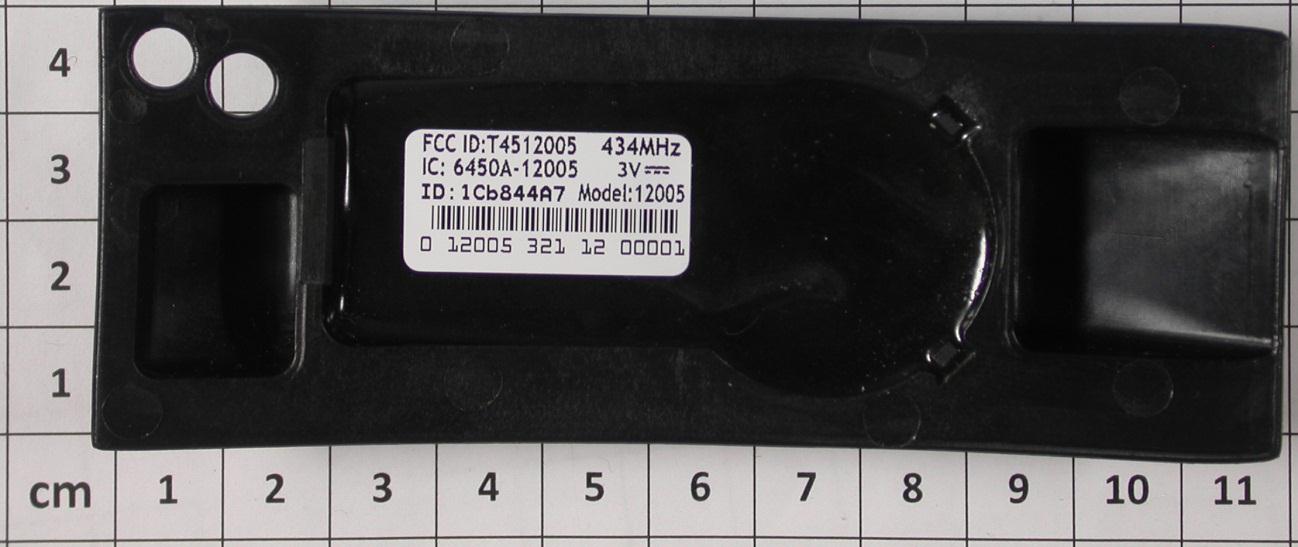 4
3
2
1
FCC ID:T4512005 434MHz
IC: 6450A-12005 3V⎓
ID:1Cb844A7 Model:12005
0 12005 321 12 00001
cm 1 2 3 4 5 6 7 8 9 10 11